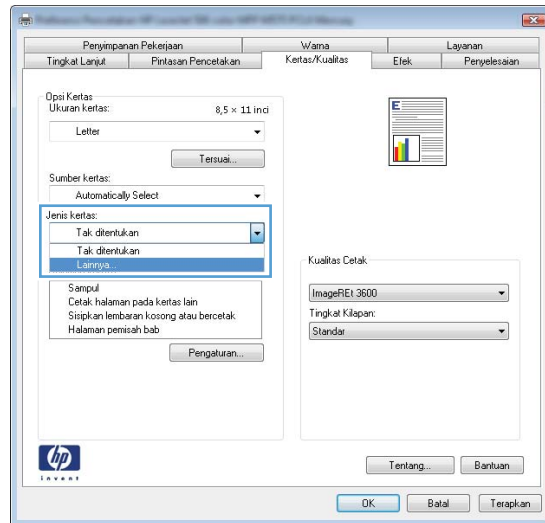 Penyimpanan Pekerjaan Warna Layanan
Tingkat Lanjut Pintasan Pencetakan Kertas/Kualitas Efek Penyelesaian
Opsi Kertas
Ukuran kertas: 8,5 × 11 inci
Letter
Tersuai...
Sumber kertas:
Automatically Select
Jenis kertas:
Tak ditentukan
Tak ditentukan
Lainnya...
Sampul
Cetak halaman pada kertas lain
Sisipkan lembaran kosong atau bercetak
Halaman pemisah bab
Pengaturan...
E
Kualitas Cetak
ImageREt 3600
Tingkat Kilapan:
Standar
hp
invent
Tentang... Bantuan
OK Batal Terapkan